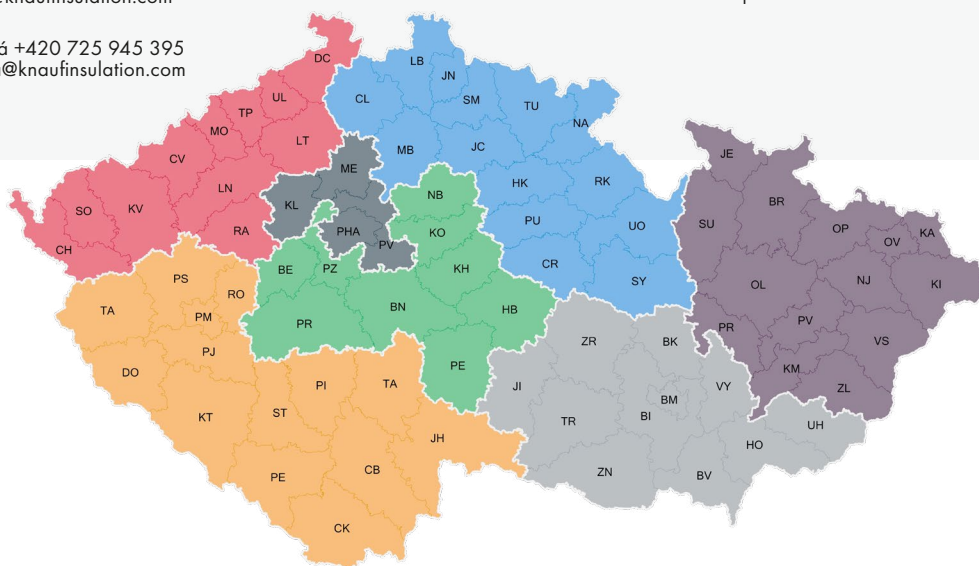 @knaufinsulation.com
á +420 725 945 395
@knaufinsulation.com
DC
LB
JN
UL
CL
SM
TU
TP
NA
MO
LT
MB
JC
JE
CV
ME
HK
RK
BR
LN
KL
NB
SO
KV
PU
UO
SU
OP
KA
RA
PHA
KO
OV
PV
CH
CR
BE
PZ
KH
SY
OL
NJ
KI
PS
RO
TA
BN
HB
PM
PR
PR
PV
VS
PJ
ZR
BK
DO
PE
KM
PI
TA
JI
VY
ZL
KT
ST
BM
BI
TR
UH
JH
HO
PE
CB
ZN
BV
CK